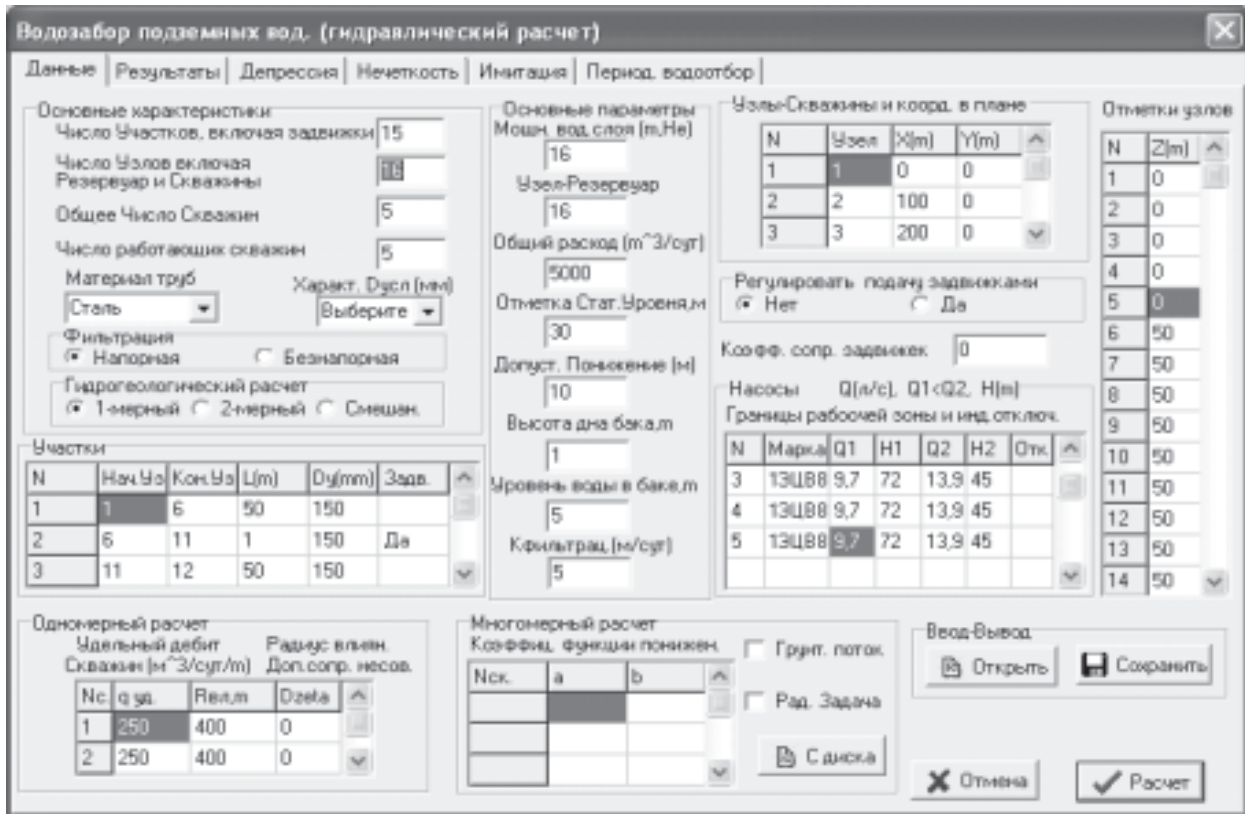 Водозабор подземных вод. (гидравлический расчет)
Данные Результаты Депрессия Нечеткость Имитация Период. водоотбор
Основные характеристики
Число Участков, включая задвижки 15
Число Узлов включая
Резервуар и Скважины 16
Общее Число Скважин 5
Число работающих скважин 5
Материал труб Характ. Dусл (мм)
Сталь Выберите
Фильтрация
Напорная Безнапорная
Гидрогеологический расчет
1-мерный 2-мерный Смешан.
Основные параметры
Мошн. вод. слоя (m,He)
16
Узел-Резервуар
16
Общий расход (m^3/сут)
5000
Отметка Стат.Уровня,м
30
Допуст. Понижение (м)
10
Высота дна бака,m
1
Уровень воды в баке,m
5
Кфильтрац.(м/сут)
5
Узлы-Скважины и коорд. в плане
N Узел X(m) Y(m)
1 1 0 0
2 2 100 0
3 3 200 0
Регулировать подачу задвижками
Нет Да
Коэфф. сопр. задвижек 0
Насосы Q(л/с), Q1<Q2, H(m)
Границы рабоочей зоны и инд.отключ.
N Марка Q1 H1 Q2 H2 Отк.
3 1ЭЦВ8 9,7 72 13,9 45
4 1ЭЦВ8 9,7 72 13,9 45
5 1ЭЦВ8 9,7 72 13,9 45
Отметки узлов
N Z(m)
1 0
2 0
3 0
4 0
5 0
6 50
7 50
8 50
9 50
10 50
11 50
12 50
13 50
14 50
Участки
N Нач.Уз Кон.Уз L(m) Dy(mm) Задв.
1 1 6 50 150
2 6 11 1 150 Да
3 11 12 50 150
Одномерный расчет
Удельный дебит Радиус влиян.
Скважин (м^3/сут/m) Доп.сопр. несов.
Nc. q уд. Rвл,m Dzeta
1 250 400 0
2 250 400 0
Многомерный расчет
Коэффиц. функции понижен.
Nск. a b
Грунт. поток
Рад. Задача
С диска
Ввод-Вывод
Открыть Сохранить
Отмена Расчет